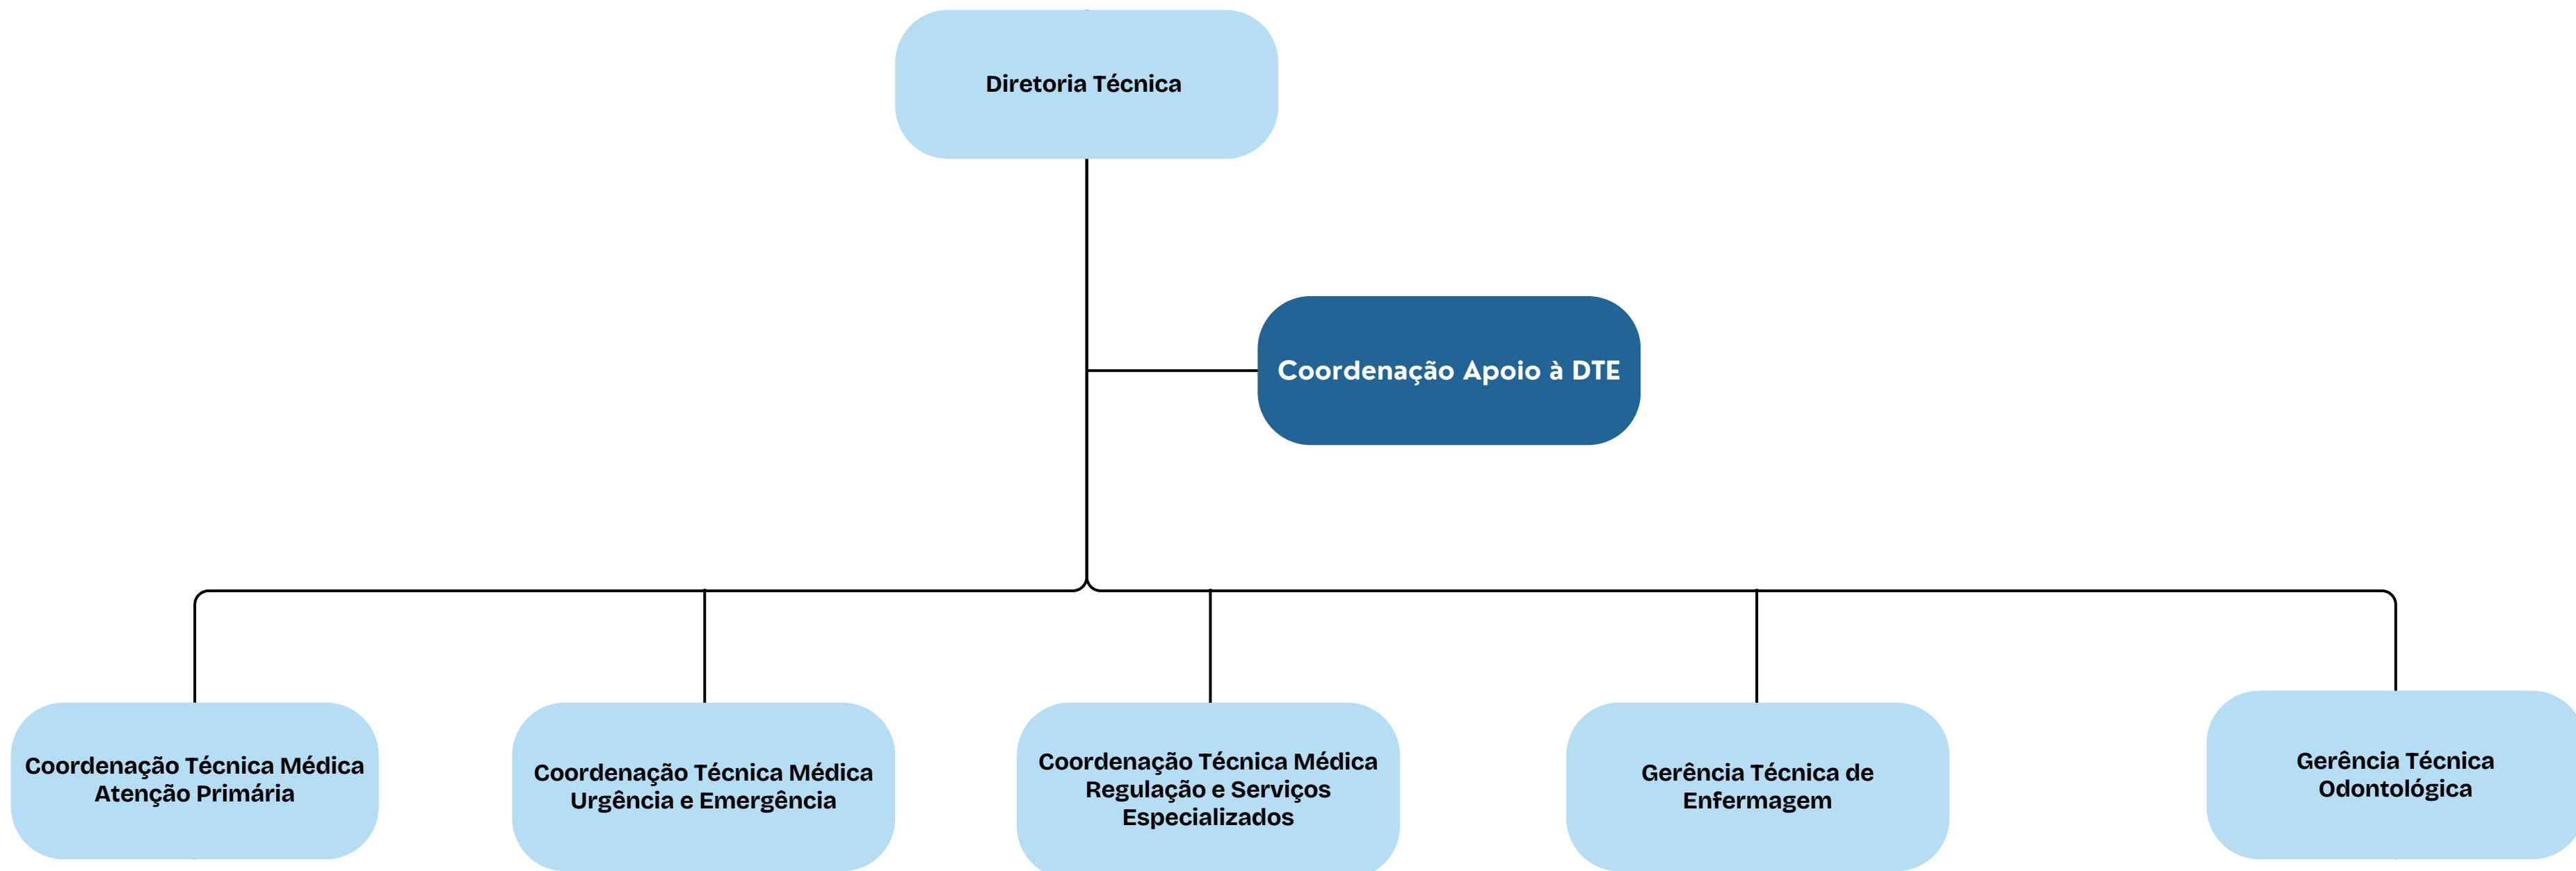 Diretoria Técnica
Coordenação Apoio à DTE
Coordenação Técnica Médica
Atenção Primária
Coordenação Técnica Médica
Urgência e Emergência
Coordenação Técnica Médica
Regulação e Serviços
Especializados
Gerência Técnica de
Enfermagem
Gerência Técnica
Odontológica